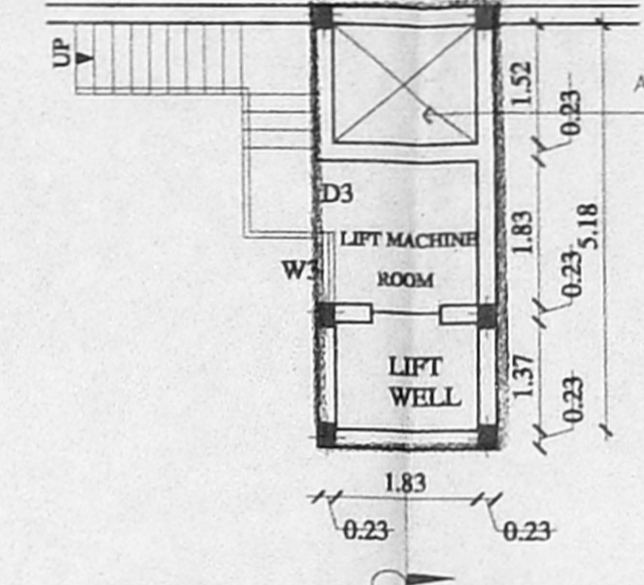 UP
A
1.52
0.23
D3
LIFT MACHINE
ROOM
1.83
5.18
W3
0.23
LIFT
WELL
1.37
0.23
1.83
0.23
0.23